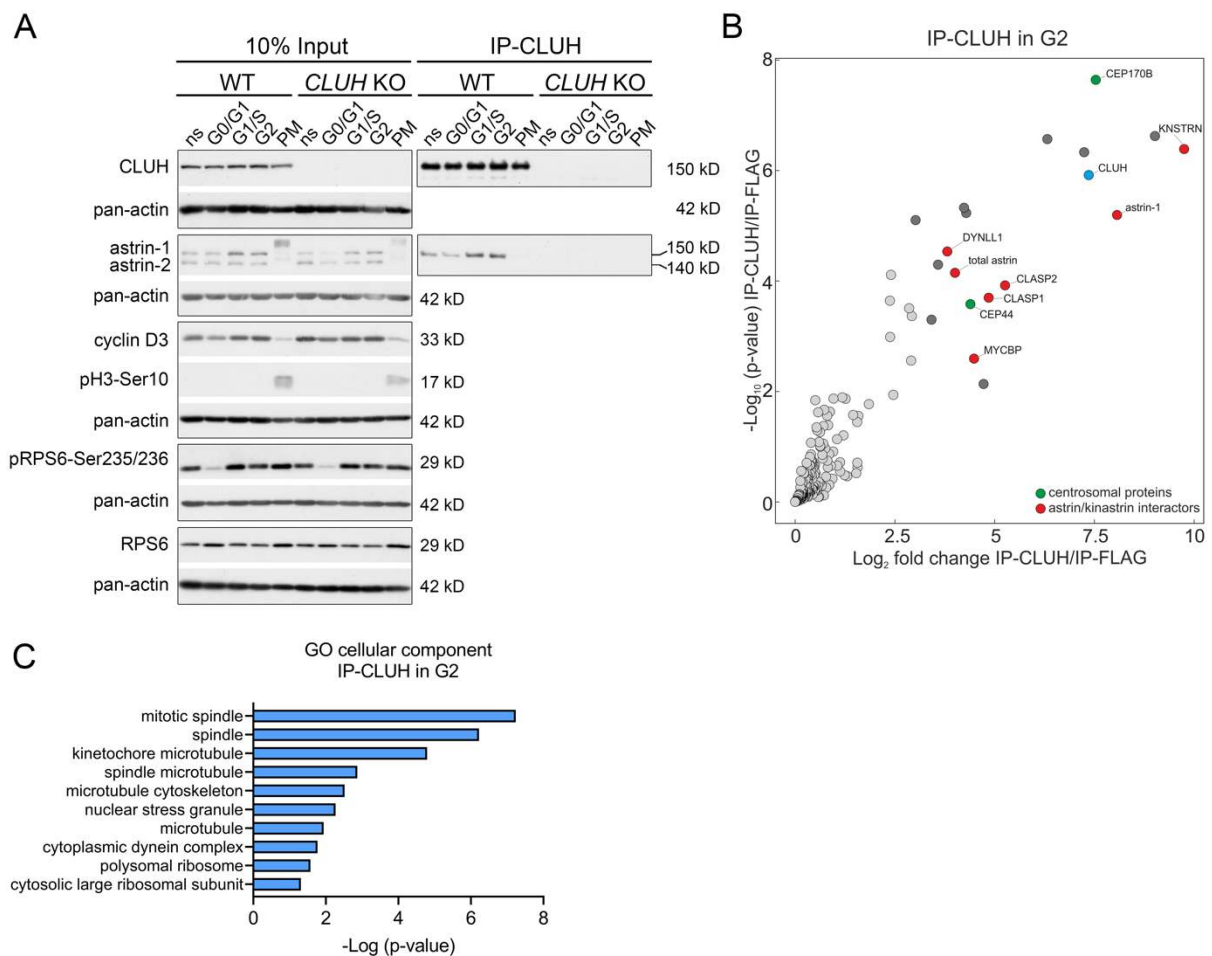 A
10% Input
IP-CLUH
WT
CLUH KO
WT
CLUH KO
ns
G0/G1
G1/S
G2
PM
ns
G0/G1
G1/S
G2
PM
ns
G0/G1
G1/S
G2
PM
ns
G0/G1
G1/S
G2
PM
CLUH
150 kD
pan-actin
42 kD
astrin-1
150 kD
astrin-2
140 kD
pan-actin
42 kD
cyclin D3
33 kD
pH3-Ser10
17 kD
pan-actin
42 kD
pRPS6-Ser235/236
29 kD
pan-actin
42 kD
RPS6
29 kD
pan-actin
42 kD
B
IP-CLUH in G2
-Log₁₀ (p-value) IP-CLUH/IP-FLAG
8
6
4
2
0
CEP170B
KNSTRN
CLUH
astrin-1
DYNLL1
total astrin
CLASP2
CLASP1
CEP44
MYCBP
centrosomal proteins
astrin/kinastrin interactors
0
2.5
5
7.5
10
Log₂ fold change IP-CLUH/IP-FLAG
C
GO cellular component
IP-CLUH in G2
mitotic spindle
spindle
kinetochore microtubule
spindle microtubule
microtubule cytoskeleton
nuclear stress granule
microtubule
cytoplasmic dynein complex
polysomal ribosome
cytosolic large ribosomal subunit
0
2
4
6
8
-Log (p-value)